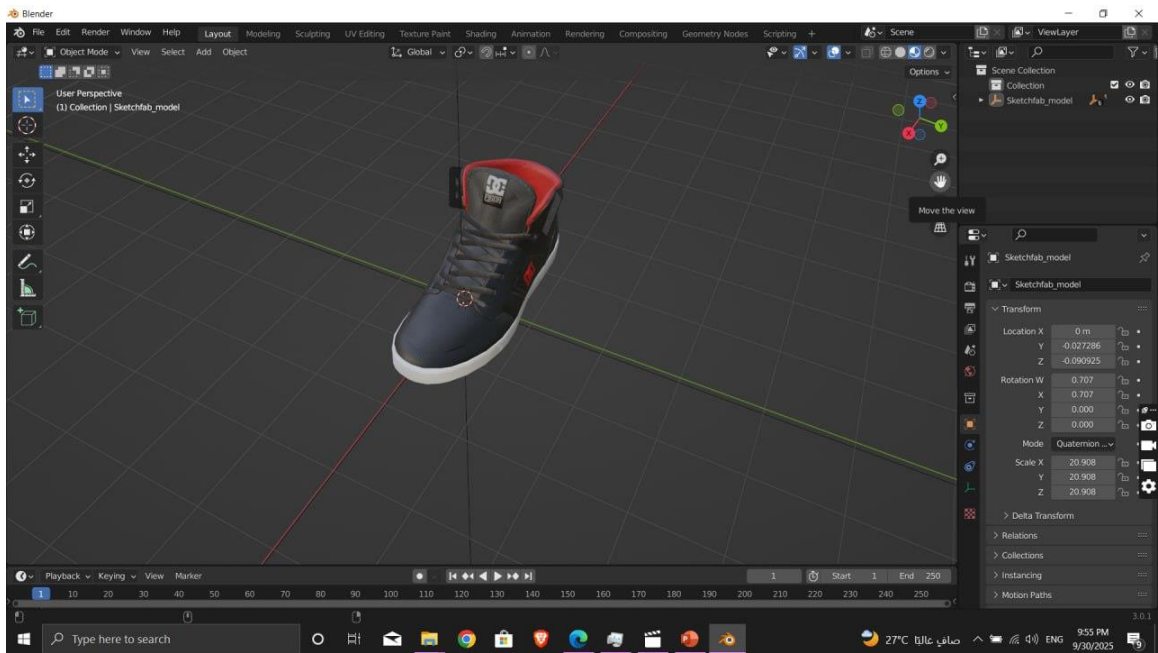 Blender
File Edit Render Window Help Layout Modeling Sculpting UV Editing Texture Paint Shading Animation Rendering Compositing Geometry Nodes Scripting + Scene ViewLayer
Object Mode View Select Add Object Global
Options
User Perspective
(1) Collection | Sketchfab_model
Z
Y
X
Move the view
DC
Scene Collection
Collection
Sketchfab_model
Sketchfab_model
Sketchfab_model
Transform
Location X 0 m
Y -0.027286
Z -0.090925
Rotation W 0.707
X 0.707
Y 0.000
Z 0.000
Mode Quaternion ...
Scale X 20.908
Y 20.908
Z 20.908
Delta Transform
Relations
Collections
Instancing
Motion Paths
Playback Keying View Marker 1 Start 1 End 250
1 10 20 30 40 50 60 70 80 90 100 110 120 130 140 150 160 170 180 190 200 210 220 230 240 250
3.0.1
Type here to search
27°C صافٍ غالبًا
ENG
9:55 PM
9/30/2025
9